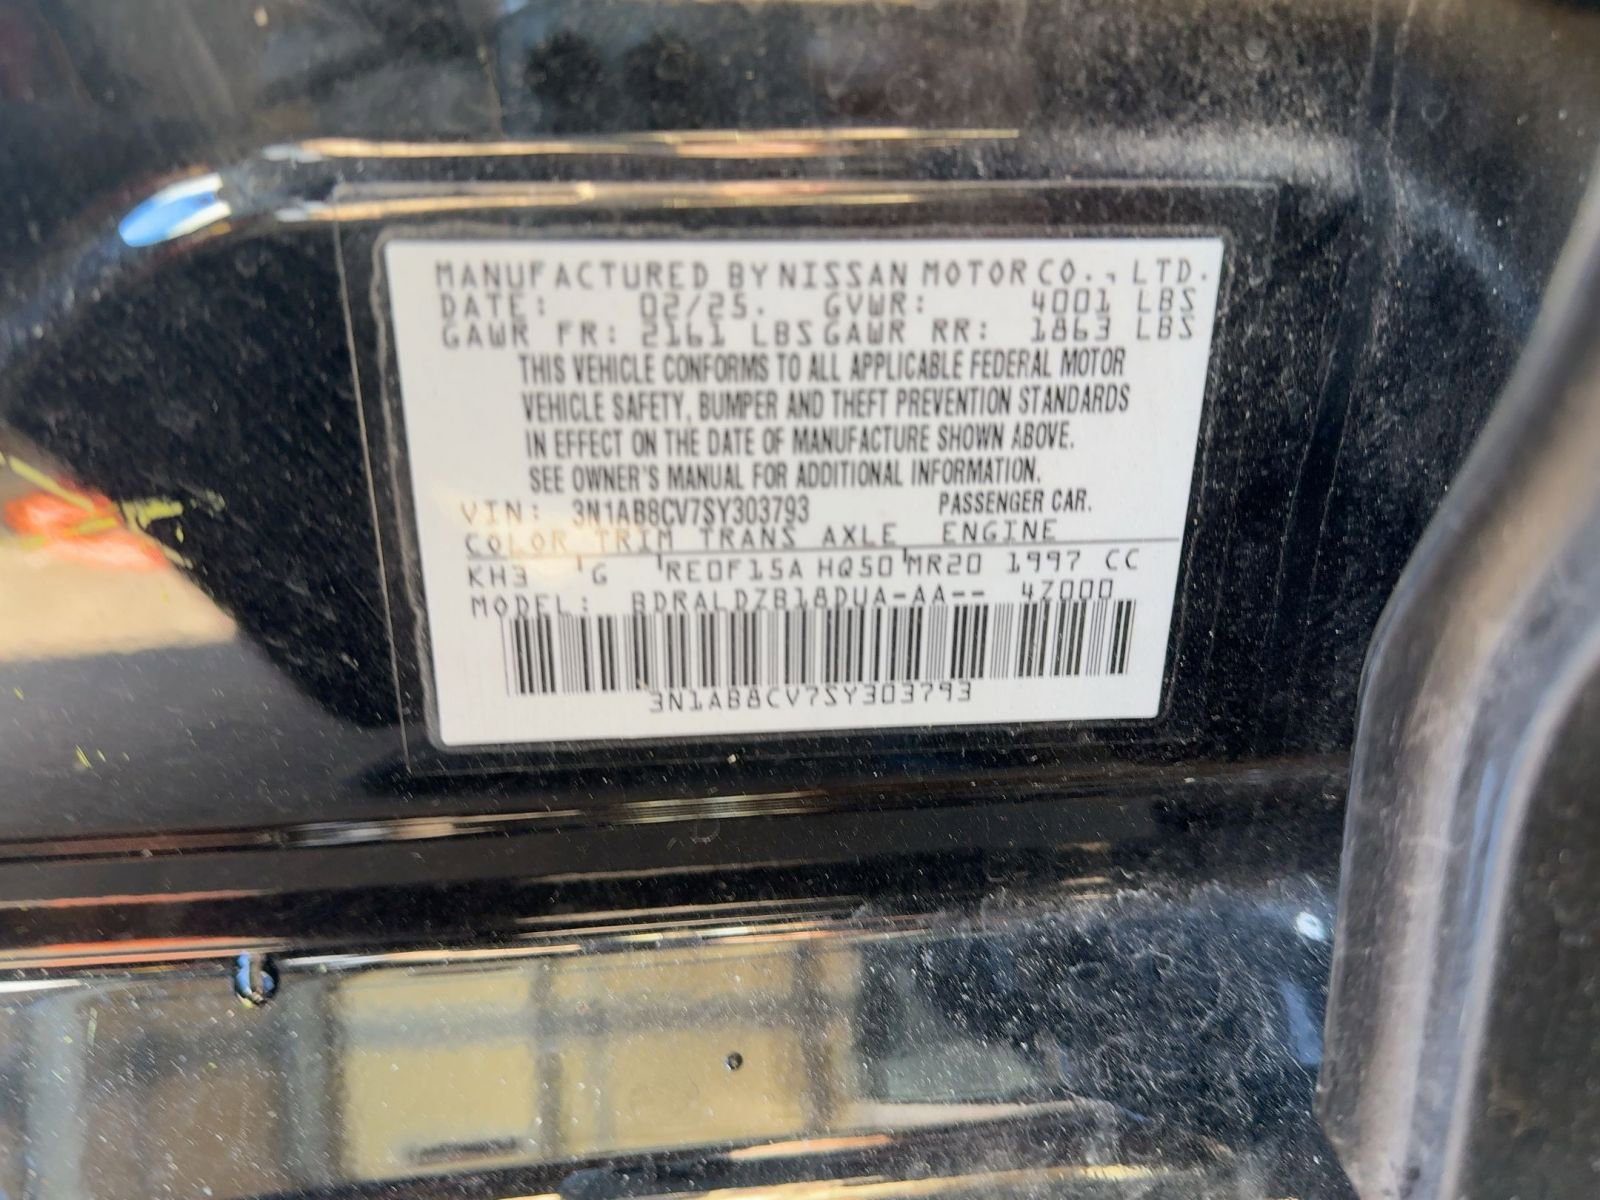 MANUFACTURED BY NISSAN MOTOR CO., LTD.
DATE: 02/25. GVWR: 4001 LBS
GAWR FR: 2161 LBS GAWR RR: 1863 LBS
THIS VEHICLE CONFORMS TO ALL APPLICABLE FEDERAL MOTOR
VEHICLE SAFETY, BUMPER AND THEFT PREVENTION STANDARDS
IN EFFECT ON THE DATE OF MANUFACTURE SHOWN ABOVE.
SEE OWNER'S MANUAL FOR ADDITIONAL INFORMATION.
VIN: 3N1AB8CV7SY303793 PASSENGER CAR.
COLOR TRIM TRANS AXLE ENGINE
KH3 G RE0F15A HQ50 MR20 1997 CC
MODEL: BDRALDZB18DUA-AA-- 4Z000
3N1AB8CV7SY303793